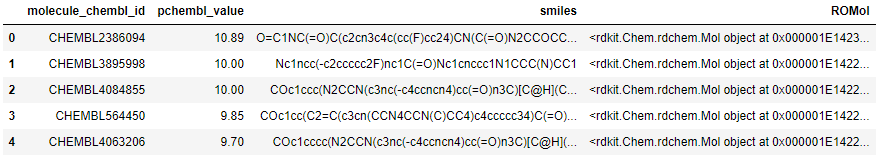 molecule_chembl_id pchembl_value smiles ROMol
0 CHEMBL2386094 10.89 O=C1NC(=O)C(c2cn3c4c(cc(F)cc24)CN(C(=O)N2CCOCC... <rdkit.Chem.rdchem.Mol object at 0x000001E1423...
1 CHEMBL3895998 10.00 Nc1ncc(-c2ccccc2F)nc1C(=O)Nc1cnccc1N1CCC(N)CC1 <rdkit.Chem.rdchem.Mol object at 0x000001E1422...
2 CHEMBL4084855 10.00 COc1ccc(N2CCN(c3nc(-c4ccncn4)cc(=O)n3C)[C@H](C... <rdkit.Chem.rdchem.Mol object at 0x000001E1422...
3 CHEMBL564450 9.85 COc1cc(C2=C(c3cn(CCN4CCN(C)CC4)c4ccccc34)C(=O)... <rdkit.Chem.rdchem.Mol object at 0x000001E1422...
4 CHEMBL4063206 9.70 COc1cccc(N2CCN(c3nc(-c4ccncn4)cc(=O)n3C)[C@H](... <rdkit.Chem.rdchem.Mol object at 0x000001E1422...